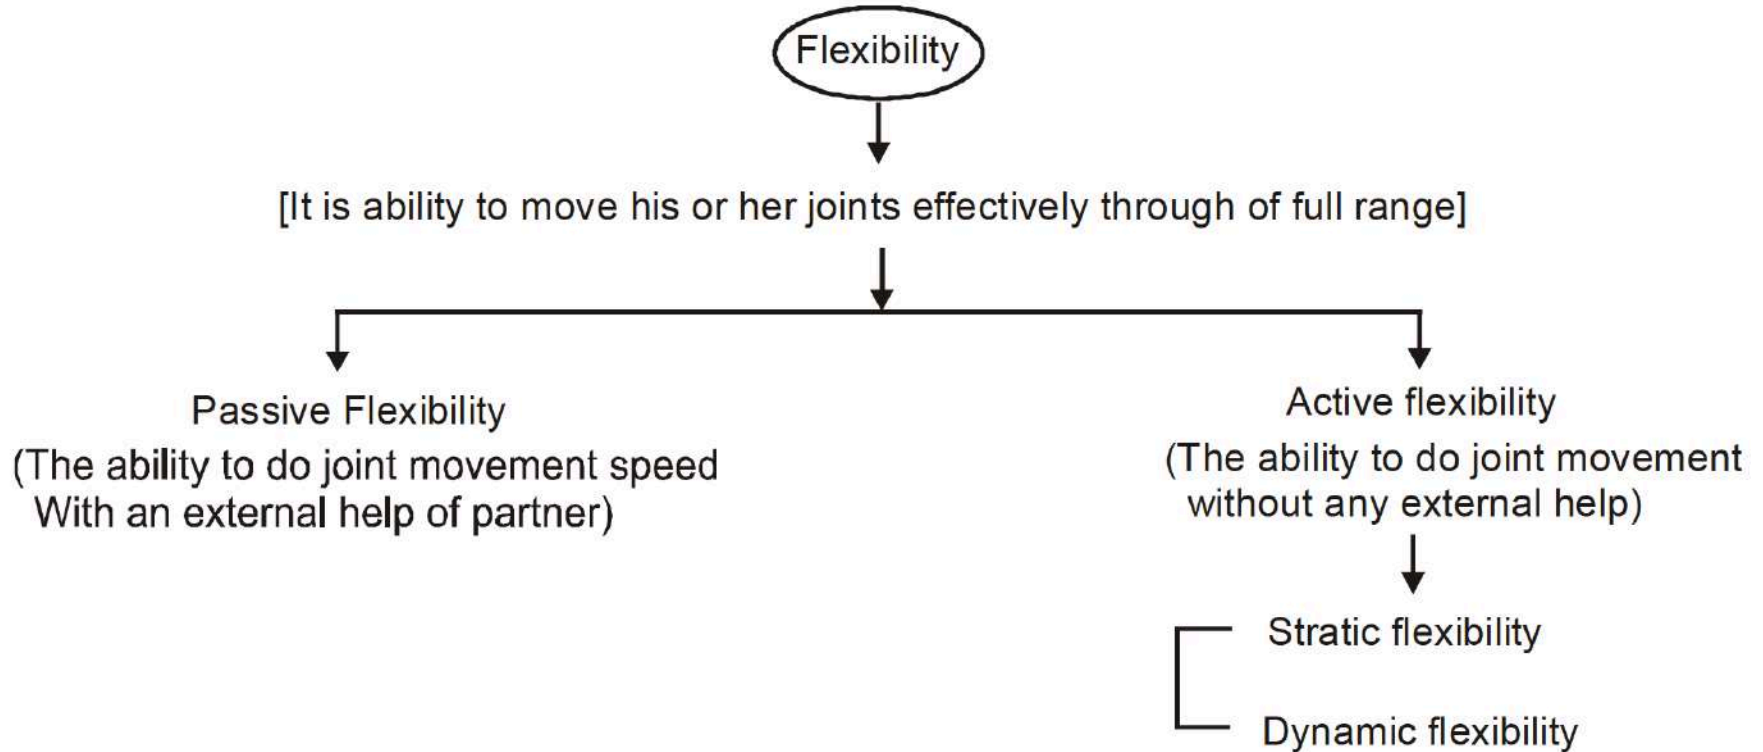 Flexibility
[It is ability to move his or her joints effectively through of full range]
Passive Flexibility
(The ability to do joint movement speed
With an external help of partner)
Active flexibility
(The ability to do joint movement
without any external help)
Stratic flexibility
Dynamic flexibility